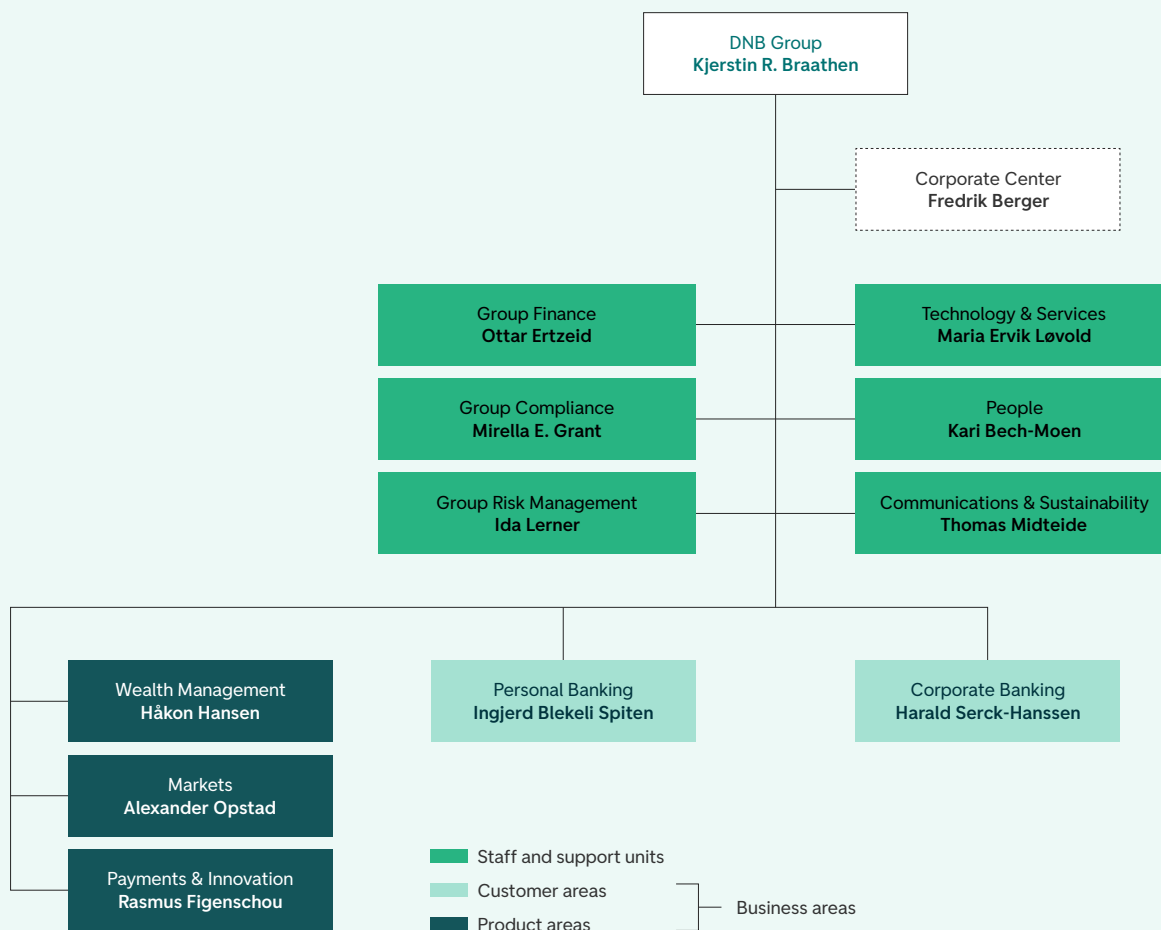 DNB Group
Kjerstin R. Braathen
Corporate Center
Fredrik Berger
Group Finance
Ottar Ertzeid
Technology & Services
Maria Ervik Løvold
Group Compliance
Mirella E. Grant
People
Kari Bech-Moen
Group Risk Management
Ida Lerner
Communications & Sustainability
Thomas Midteide
Wealth Management
Håkon Hansen
Personal Banking
Ingjerd Blekeli Spiten
Corporate Banking
Harald Serck-Hanssen
Markets
Alexander Opstad
Payments & Innovation
Rasmus Figenschou
Staff and support units
Customer areas
Product areas
Business areas